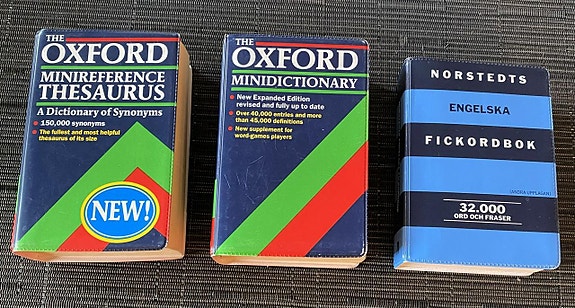 THE
OXFORD
MINIREFERENCE
THESAURUS
A Dictionary of Synonyms
150,000 synonyms
The fullest and most helpful
thesaurus of its size
NEW!
THE
OXFORD
MINIDICTIONARY
New Expanded Edition
revised and fully up to date
Over 40,000 entries and more
than 45,000 definitions
New supplement for
word-games players
NORSTEDTS
ENGELSKA
FICKORDBOK
(ANDRA UPPLAGAN)
32.000
ORD OCH FRASER